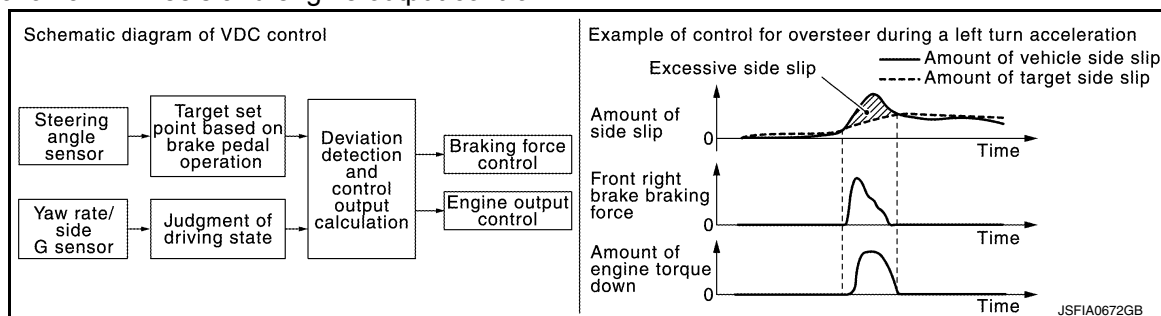 Schematic diagram of VDC control
Steering
angle
sensor
Target set
point based on
brake pedal
operation
Yaw rate/
side
G sensor
Judgment of
driving state
Deviation
detection
and
control
output
calculation
Braking force
control
Engine output
control
Example of control for oversteer during a left turn acceleration
Amount of vehicle side slip
Amount of target side slip
Excessive side slip
Amount of
side slip
0
Time
Front right
brake braking
force
0
Time
Amount of
engine torque
down
0
Time
JSFIA0672GB